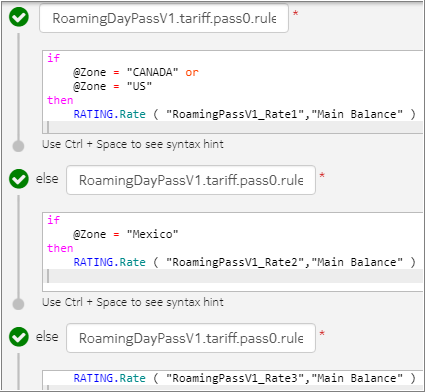 RoamingDayPassV1.tariff.pass0.rule *
if
@Zone = "CANADA" or
@Zone = "US"
then
RATING.Rate ( "RoamingPassV1_Rate1","Main Balance" )
Use Ctrl + Space to see syntax hint
else RoamingDayPassV1.tariff.pass0.rule *
if
@Zone = "Mexico"
then
RATING.Rate ( "RoamingPassV1_Rate2","Main Balance" )
Use Ctrl + Space to see syntax hint
else RoamingDayPassV1.tariff.pass0.rule *
RATING.Rate ( "RoamingPassV1_Rate3","Main Balance" )